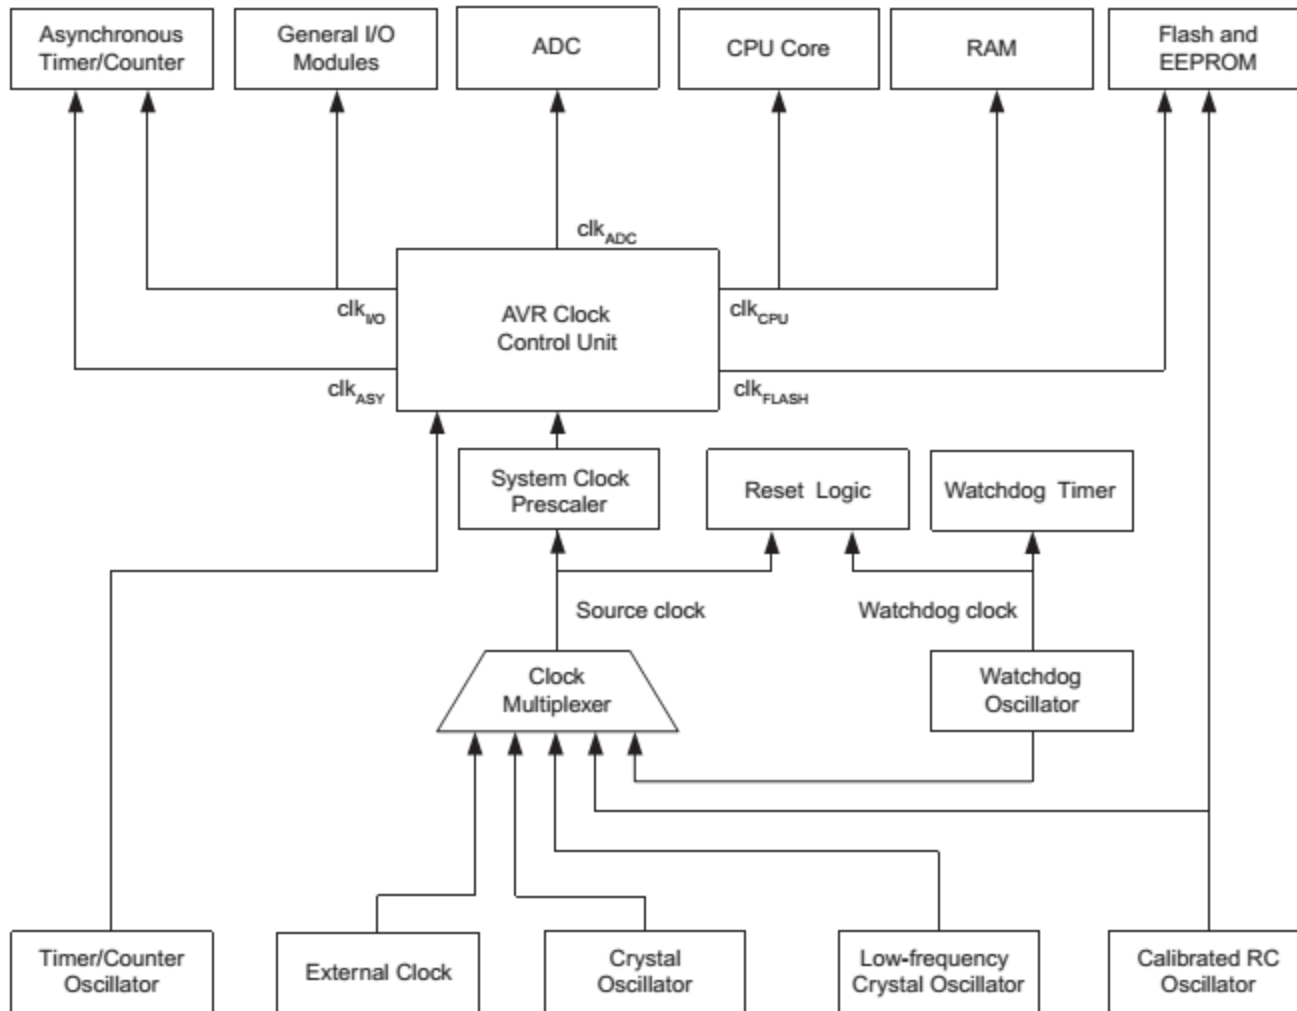 Asynchronous
Timer/Counter
General I/O
Modules
ADC
CPU Core
RAM
Flash and
EEPROM
clkADC
clkI/O
AVR Clock
Control Unit
clkCPU
clkASY
clkFLASH
System Clock
Prescaler
Reset Logic
Watchdog Timer
Source clock
Watchdog clock
Clock
Multiplexer
Watchdog
Oscillator
Timer/Counter
Oscillator
External Clock
Crystal
Oscillator
Low-frequency
Crystal Oscillator
Calibrated RC
Oscillator